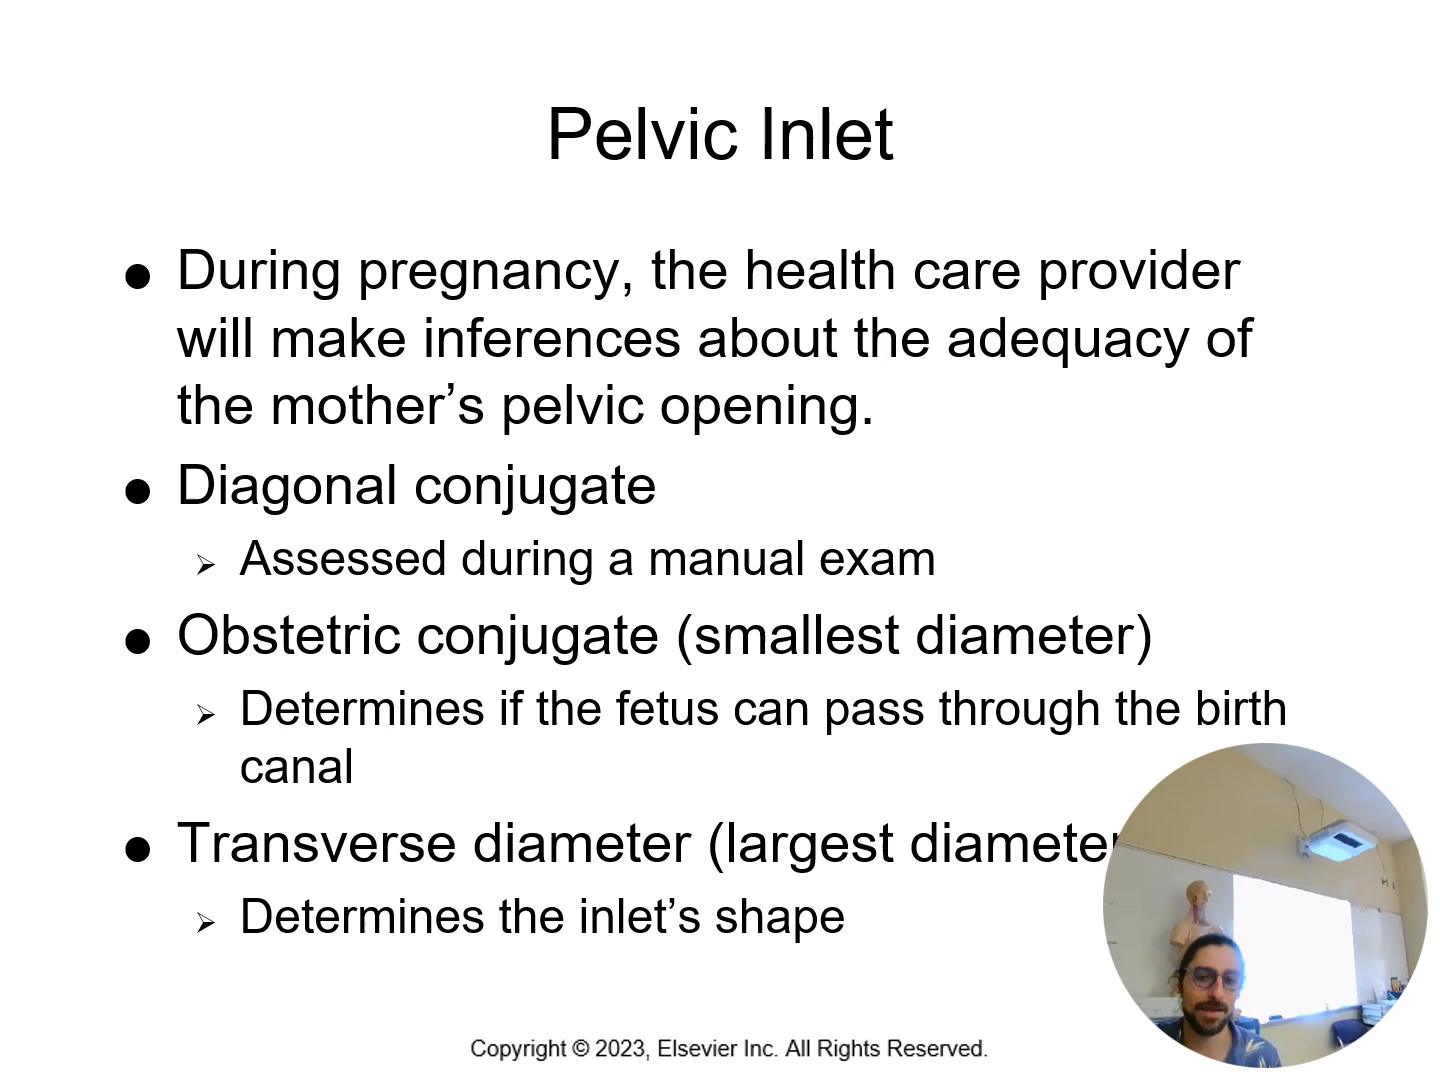 Pelvic Inlet
● During pregnancy, the health care provider
will make inferences about the adequacy of
the mother’s pelvic opening.
● Diagonal conjugate
➢ Assessed during a manual exam
● Obstetric conjugate (smallest diameter)
➢ Determines if the fetus can pass through the birth
canal
● Transverse diameter (largest diameter
➢ Determines the inlet’s shape
Copyright © 2023, Elsevier Inc. All Rights Reserved.